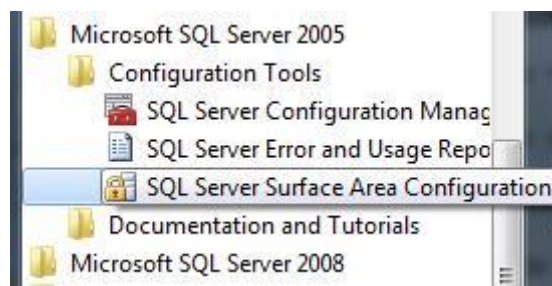 Microsoft SQL Server 2005
Configuration Tools
SQL Server Configuration Manag
SQL Server Error and Usage Repo
SQL Server Surface Area Configuration
Documentation and Tutorials
Microsoft SQL Server 2008